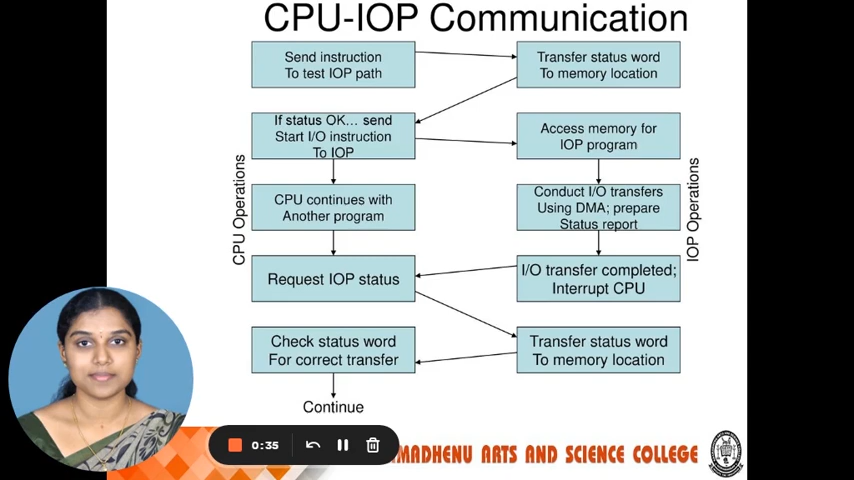 CPU-IOP Communication
Send instruction
To test IOP path
Transfer status word
To memory location
If status OK… send
Start I/O instruction
To IOP
Access memory for
IOP program
CPU Operations
CPU continues with
Another program
Conduct I/O transfers
Using DMA; prepare
Status report
IOP Operations
Request IOP status
I/O transfer completed;
Interrupt CPU
Check status word
For correct transfer
Transfer status word
To memory location
Continue
0:35
ARTS AND SCIENCE COLLEGE